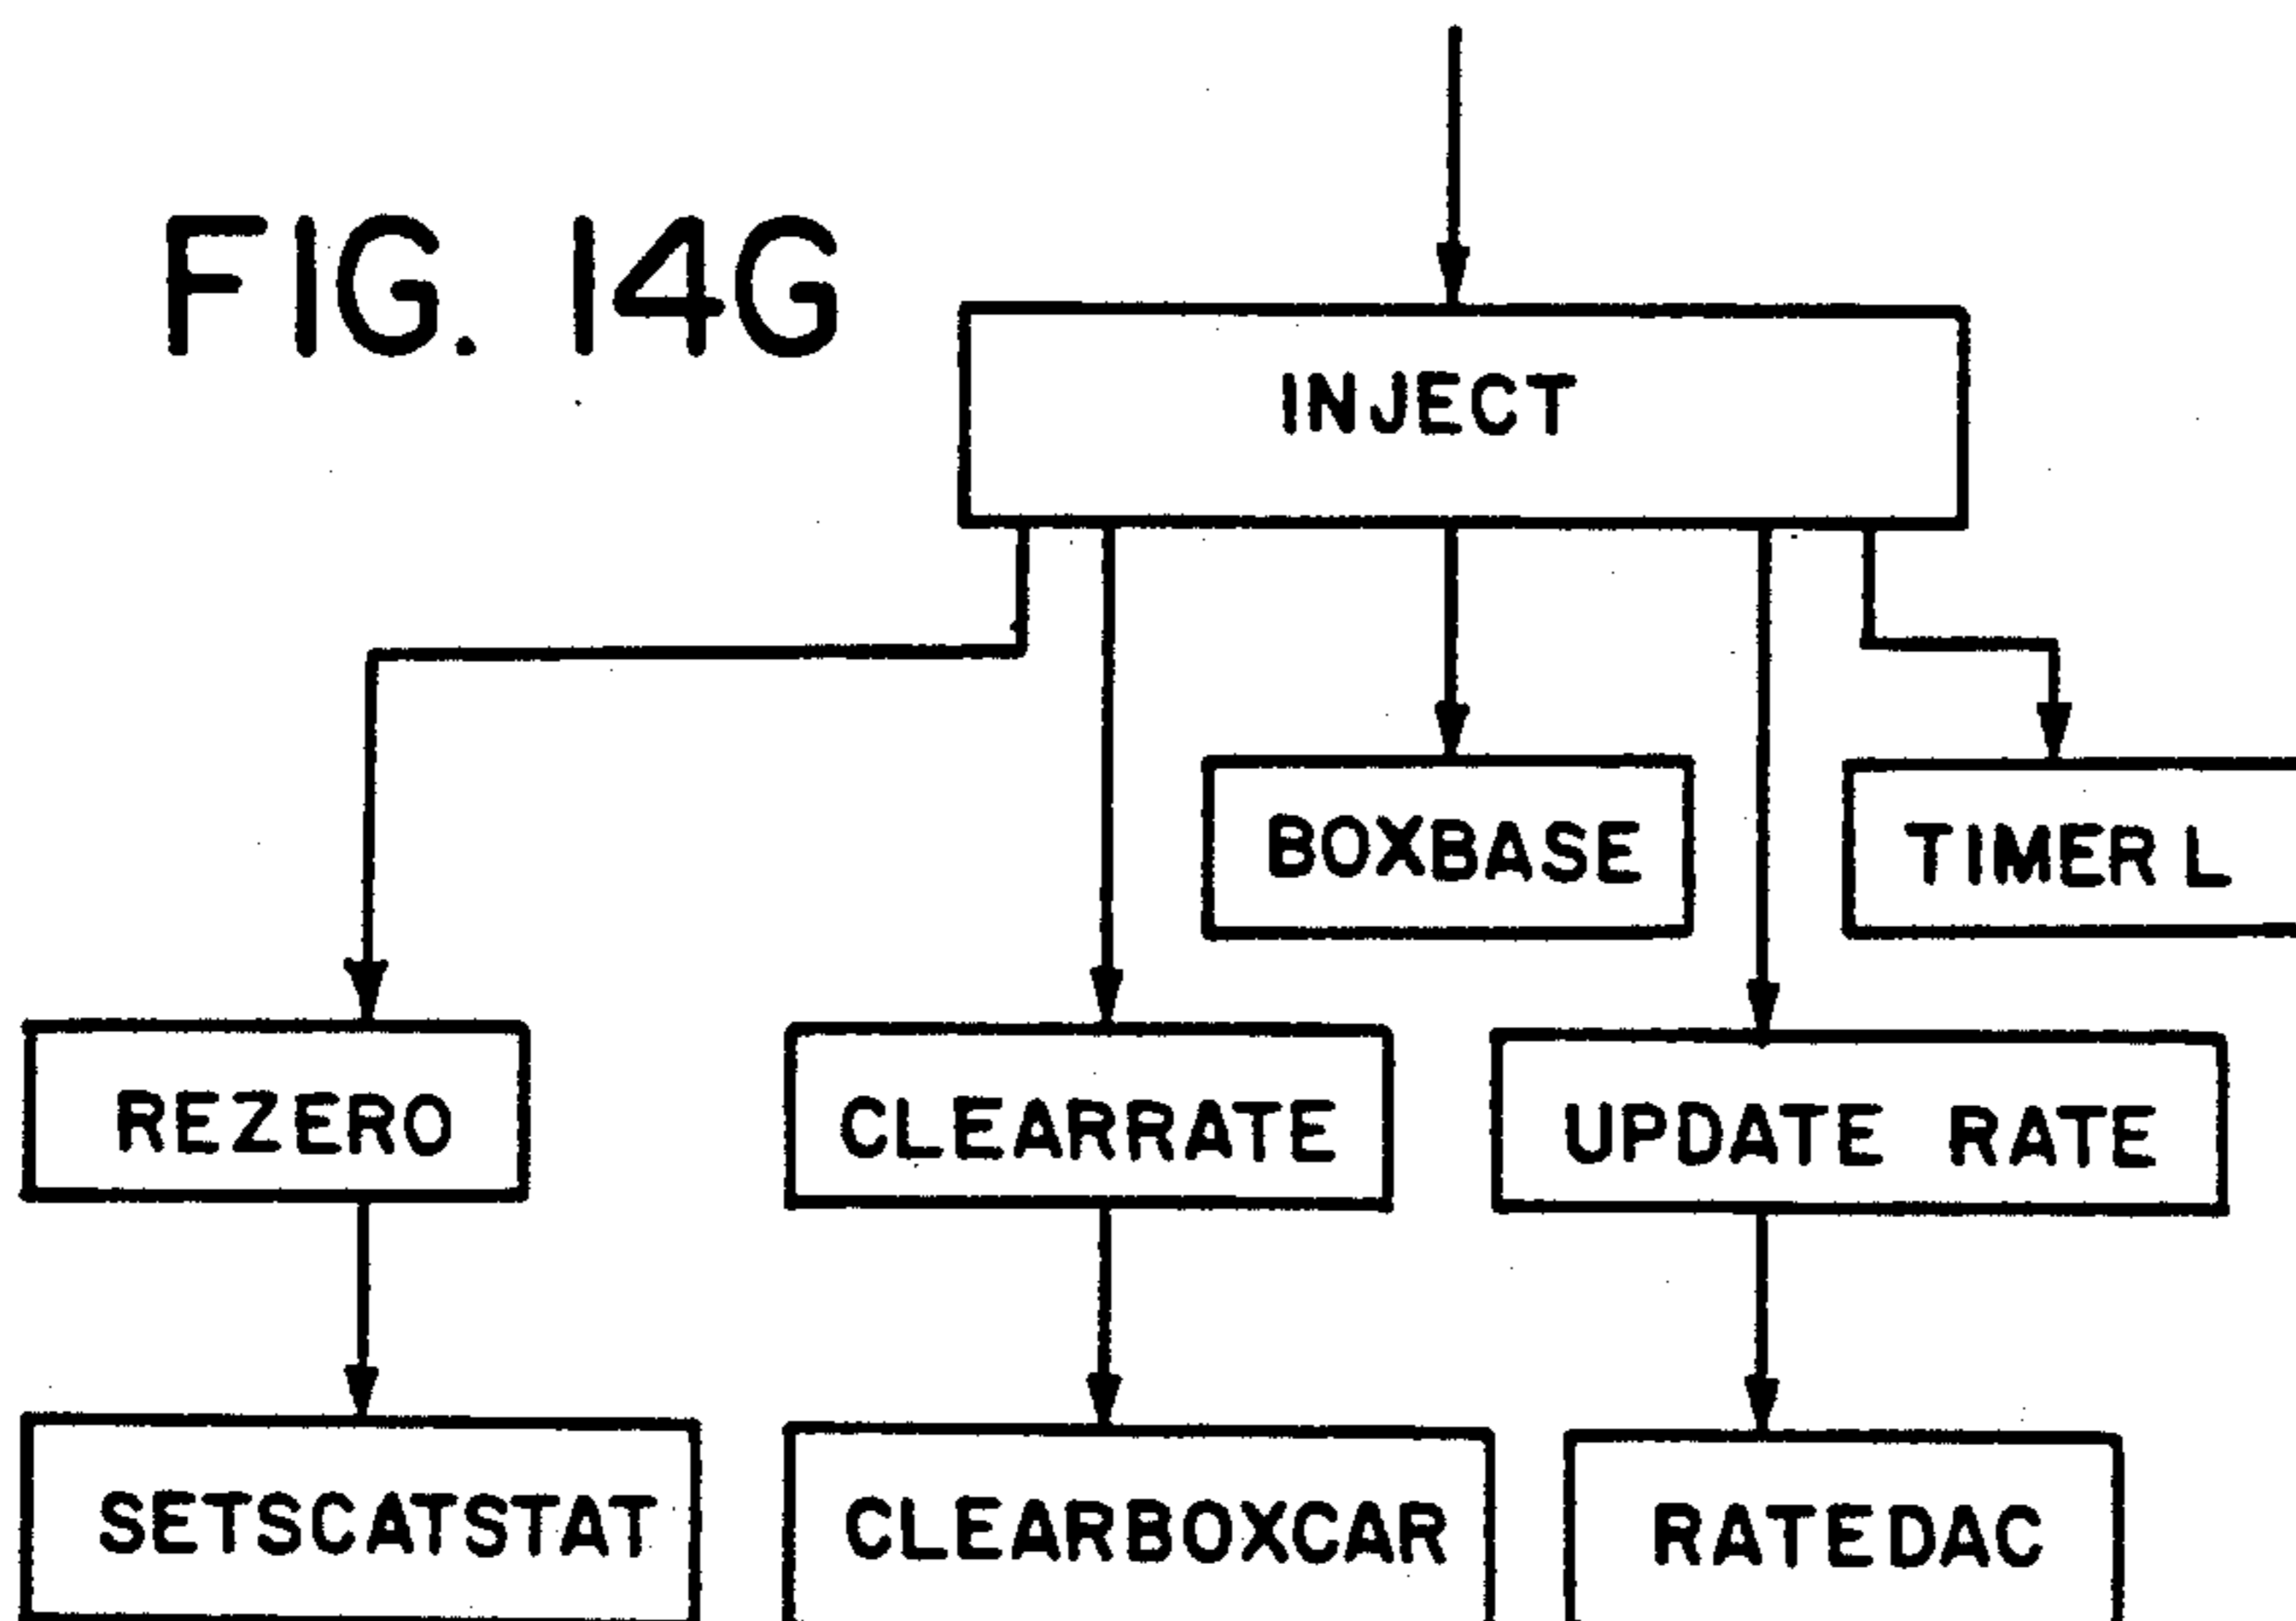 FIG. 14G
INJECT
BOXBASE
TIMER L
REZERO
CLEARRATE
UPDATE RATE
SETSCATSTAT
CLEARBOXCAR
RATEDAC